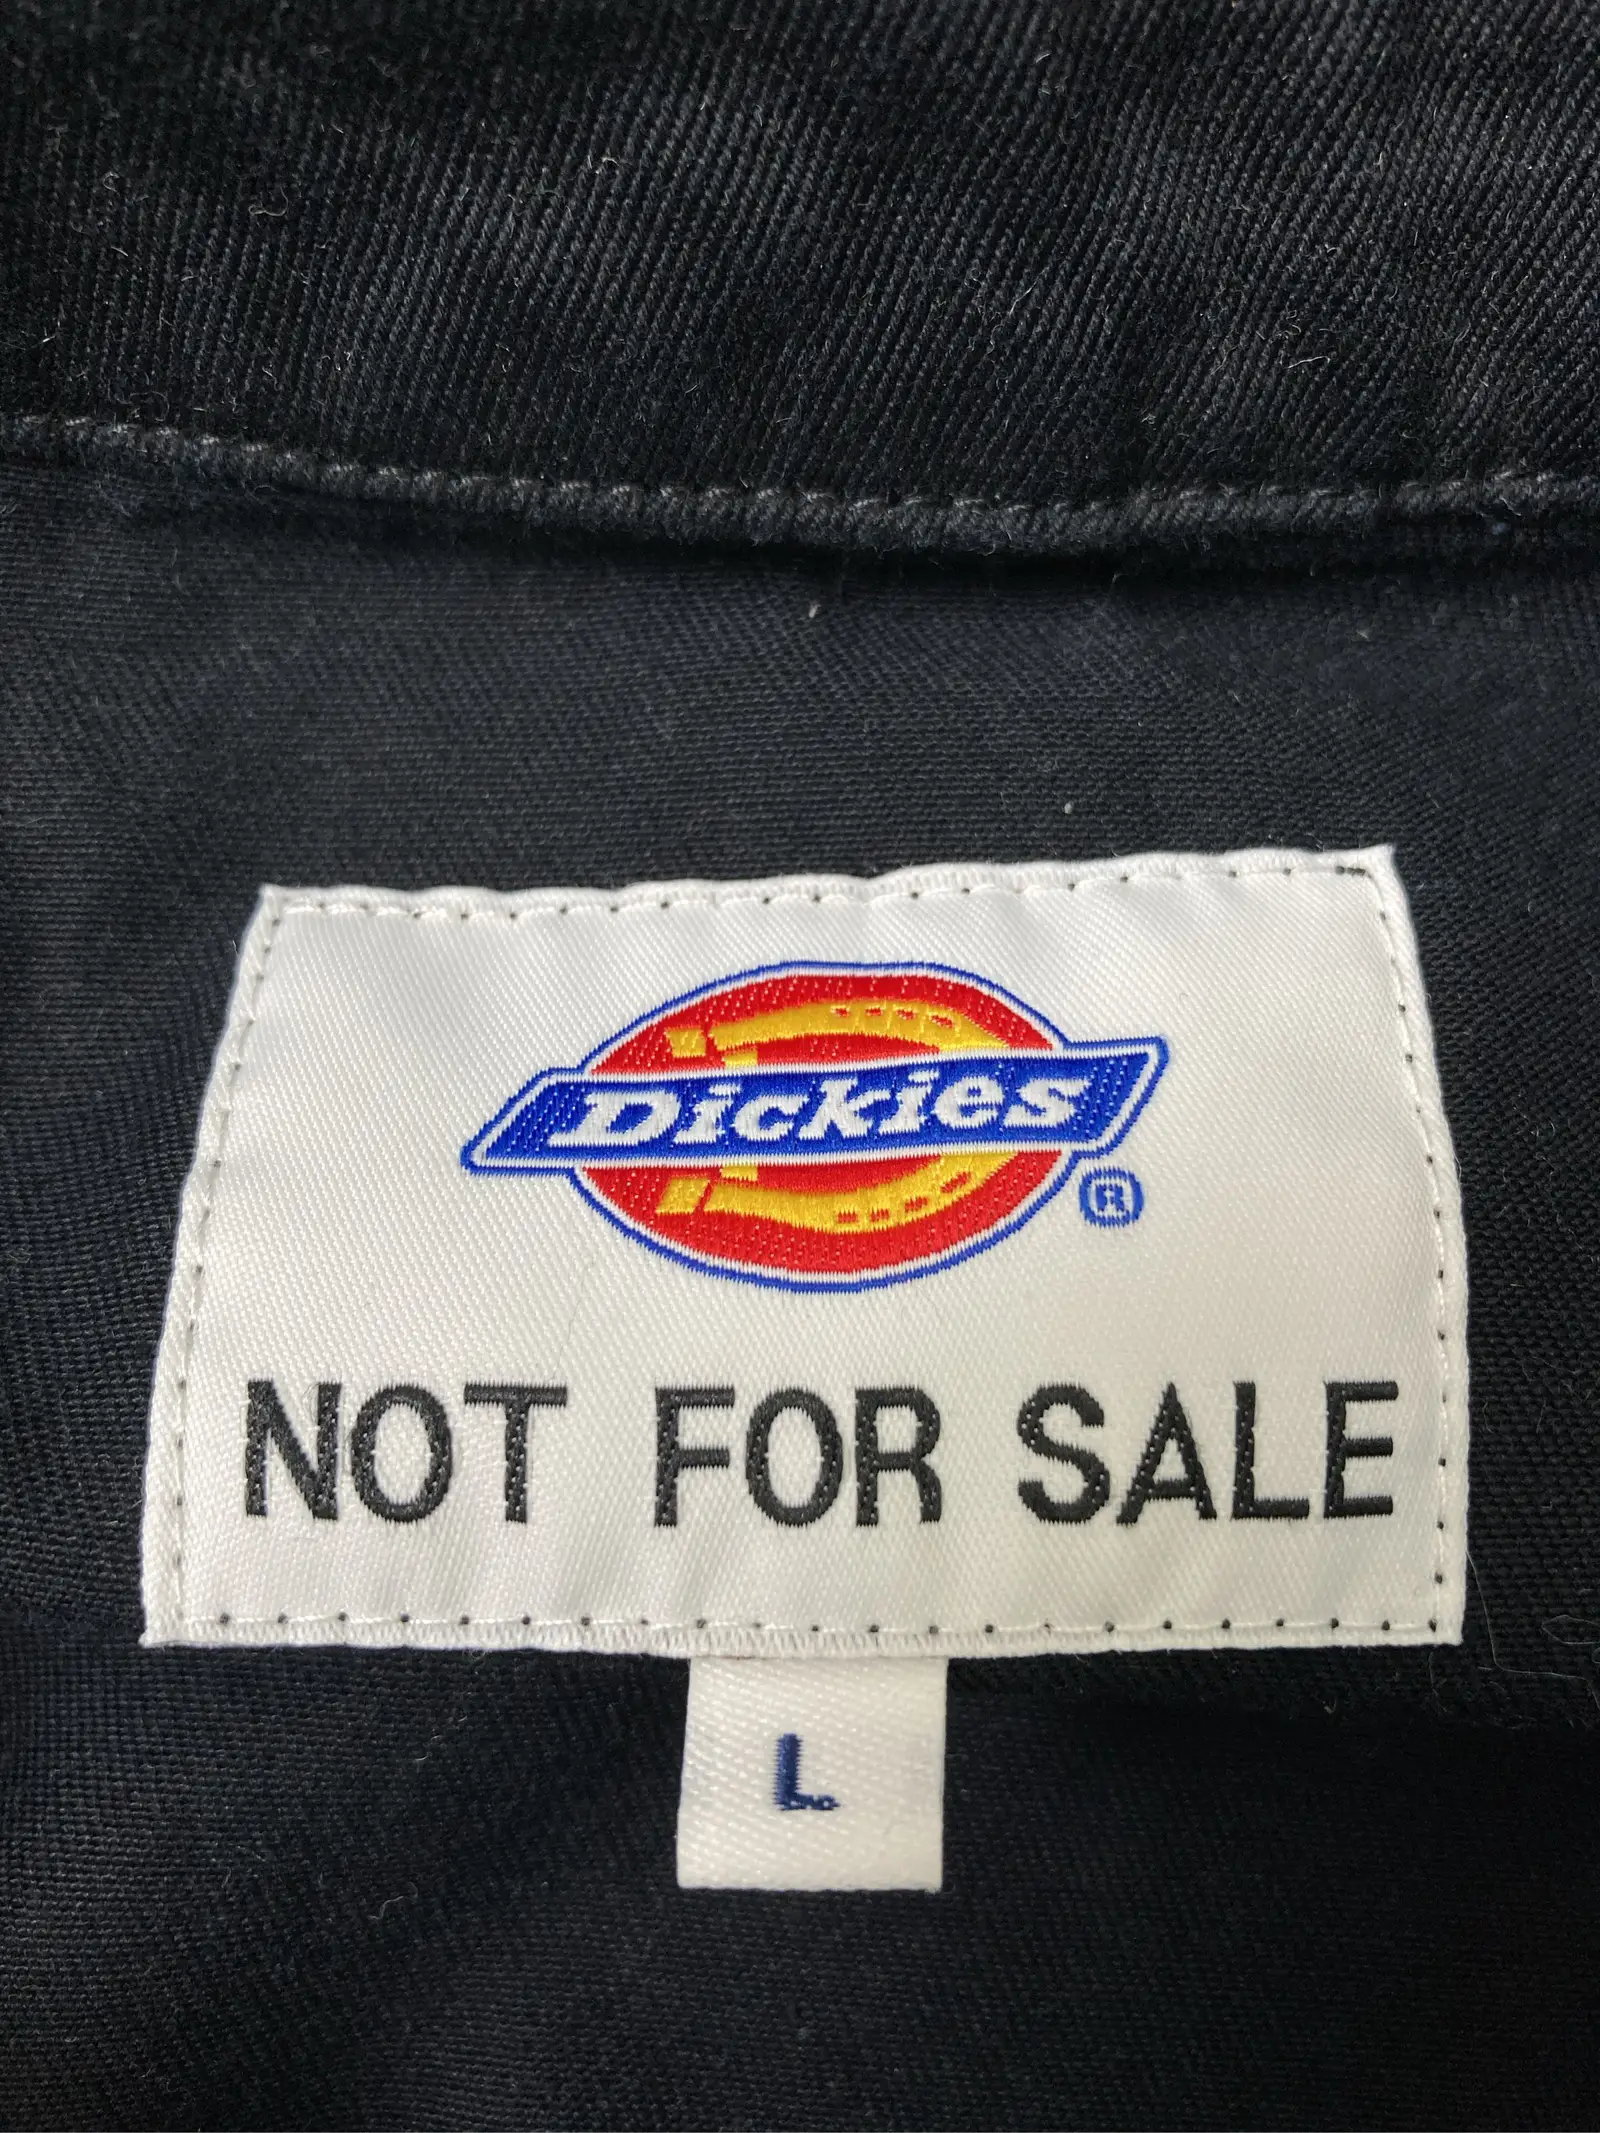 Dickies
®
NOT FOR SALE
L